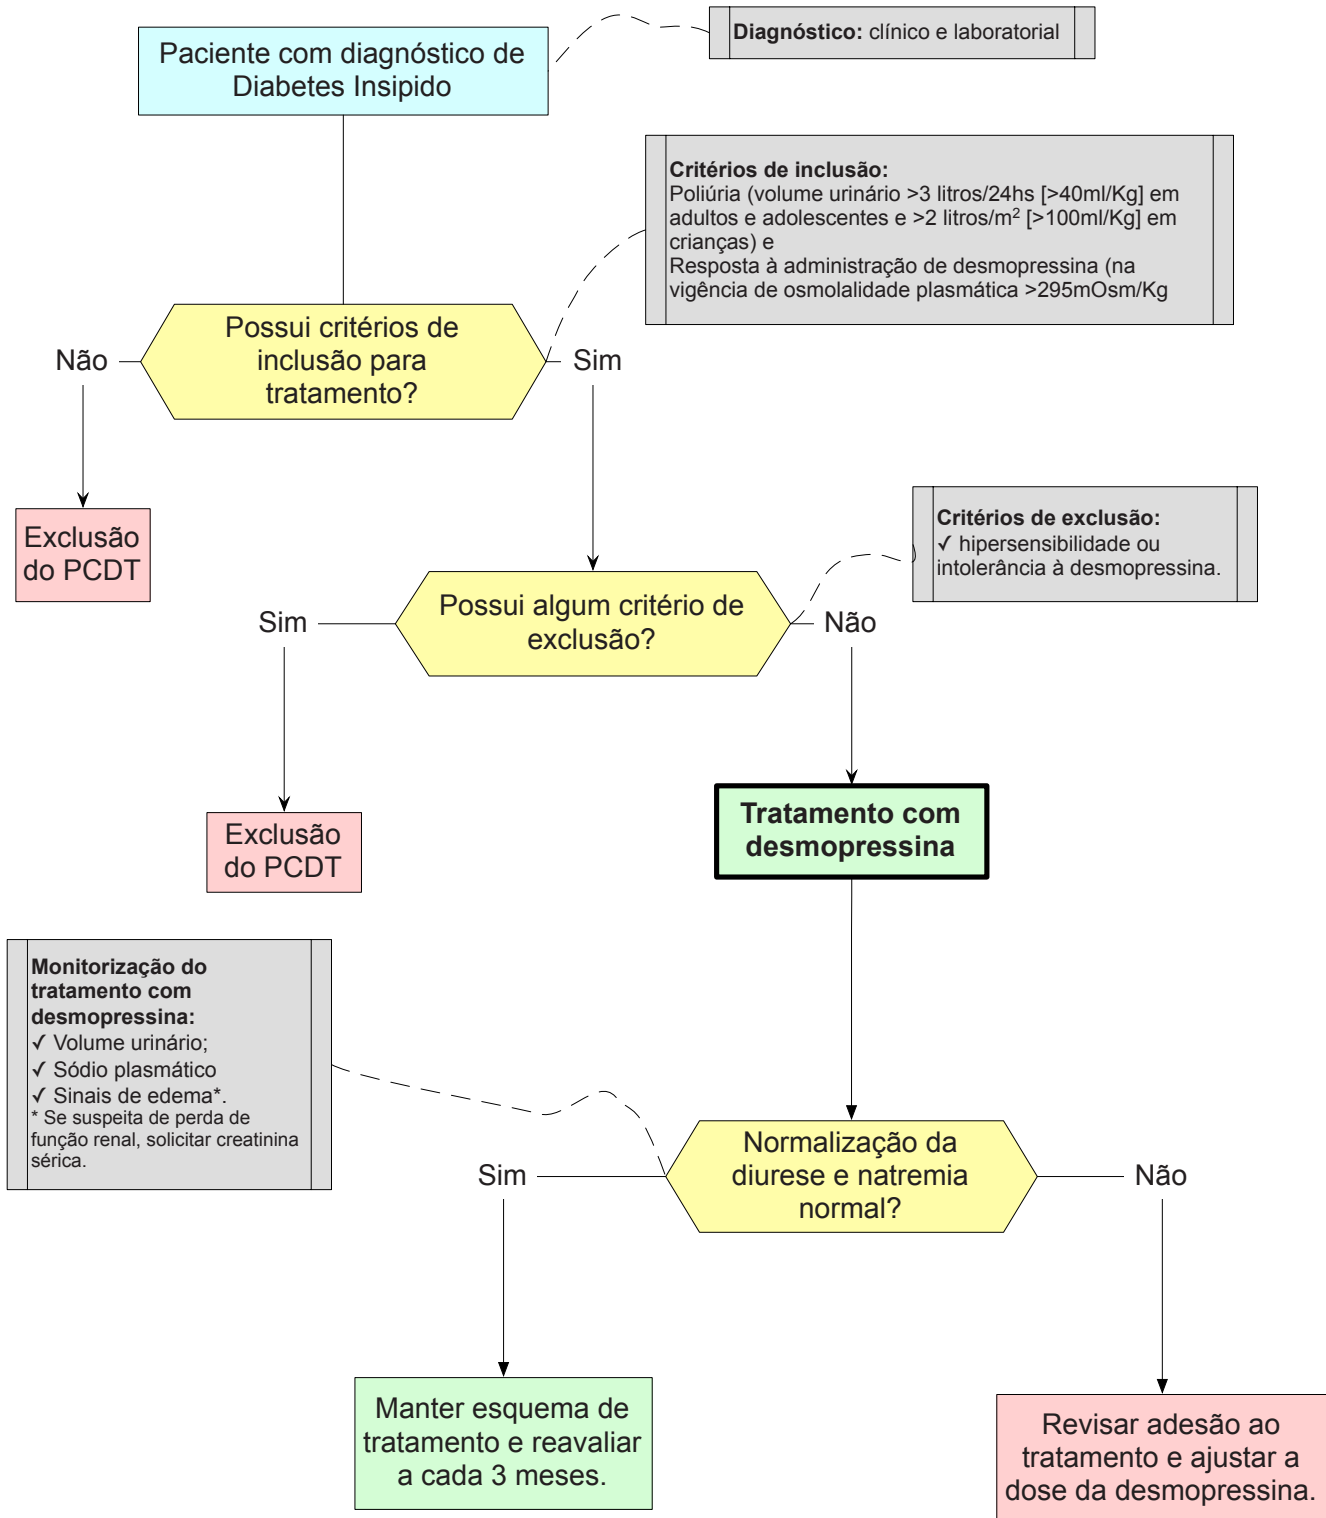 Paciente com diagnóstico de
Diabetes Insipido
Diagnóstico: clínico e laboratorial
Critérios de inclusão:
Poliúria (volume urinário >3 litros/24hs [>40ml/Kg] em
adultos e adolescentes e >2 litros/m² [>100ml/Kg] em
crianças) e
Resposta à administração de desmopressina (na
vigência de osmolalidade plasmática >295mOsm/Kg
Possui critérios de
inclusão para
tratamento?
Não
Sim
Exclusão
do PCDT
Critérios de exclusão:
✓ hipersensibilidade ou
intolerância à desmopressina.
Possui algum critério de
exclusão?
Sim
Não
Exclusão
do PCDT
Tratamento com
desmopressina
Monitorização do
tratamento com
desmopressina:
✓ Volume urinário;
✓ Sódio plasmático
✓ Sinais de edema*.
* Se suspeita de perda de
função renal, solicitar creatinina
sérica.
Normalização da
diurese e natremia
normal?
Sim
Não
Manter esquema de
tratamento e reavaliar
a cada 3 meses.
Revisar adesão ao
tratamento e ajustar a
dose da desmopressina.